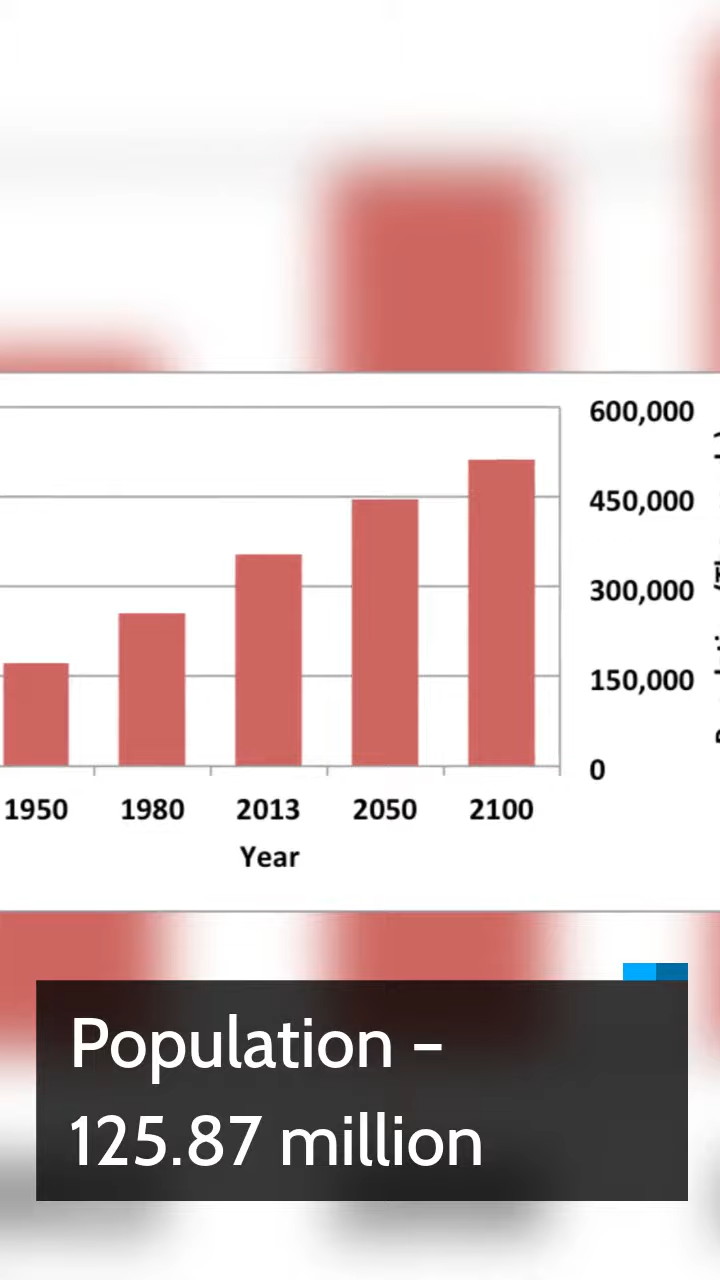 600,000
450,000
300,000
150,000
0
1950 1980 2013 2050 2100
Year
Population –
125.87 million